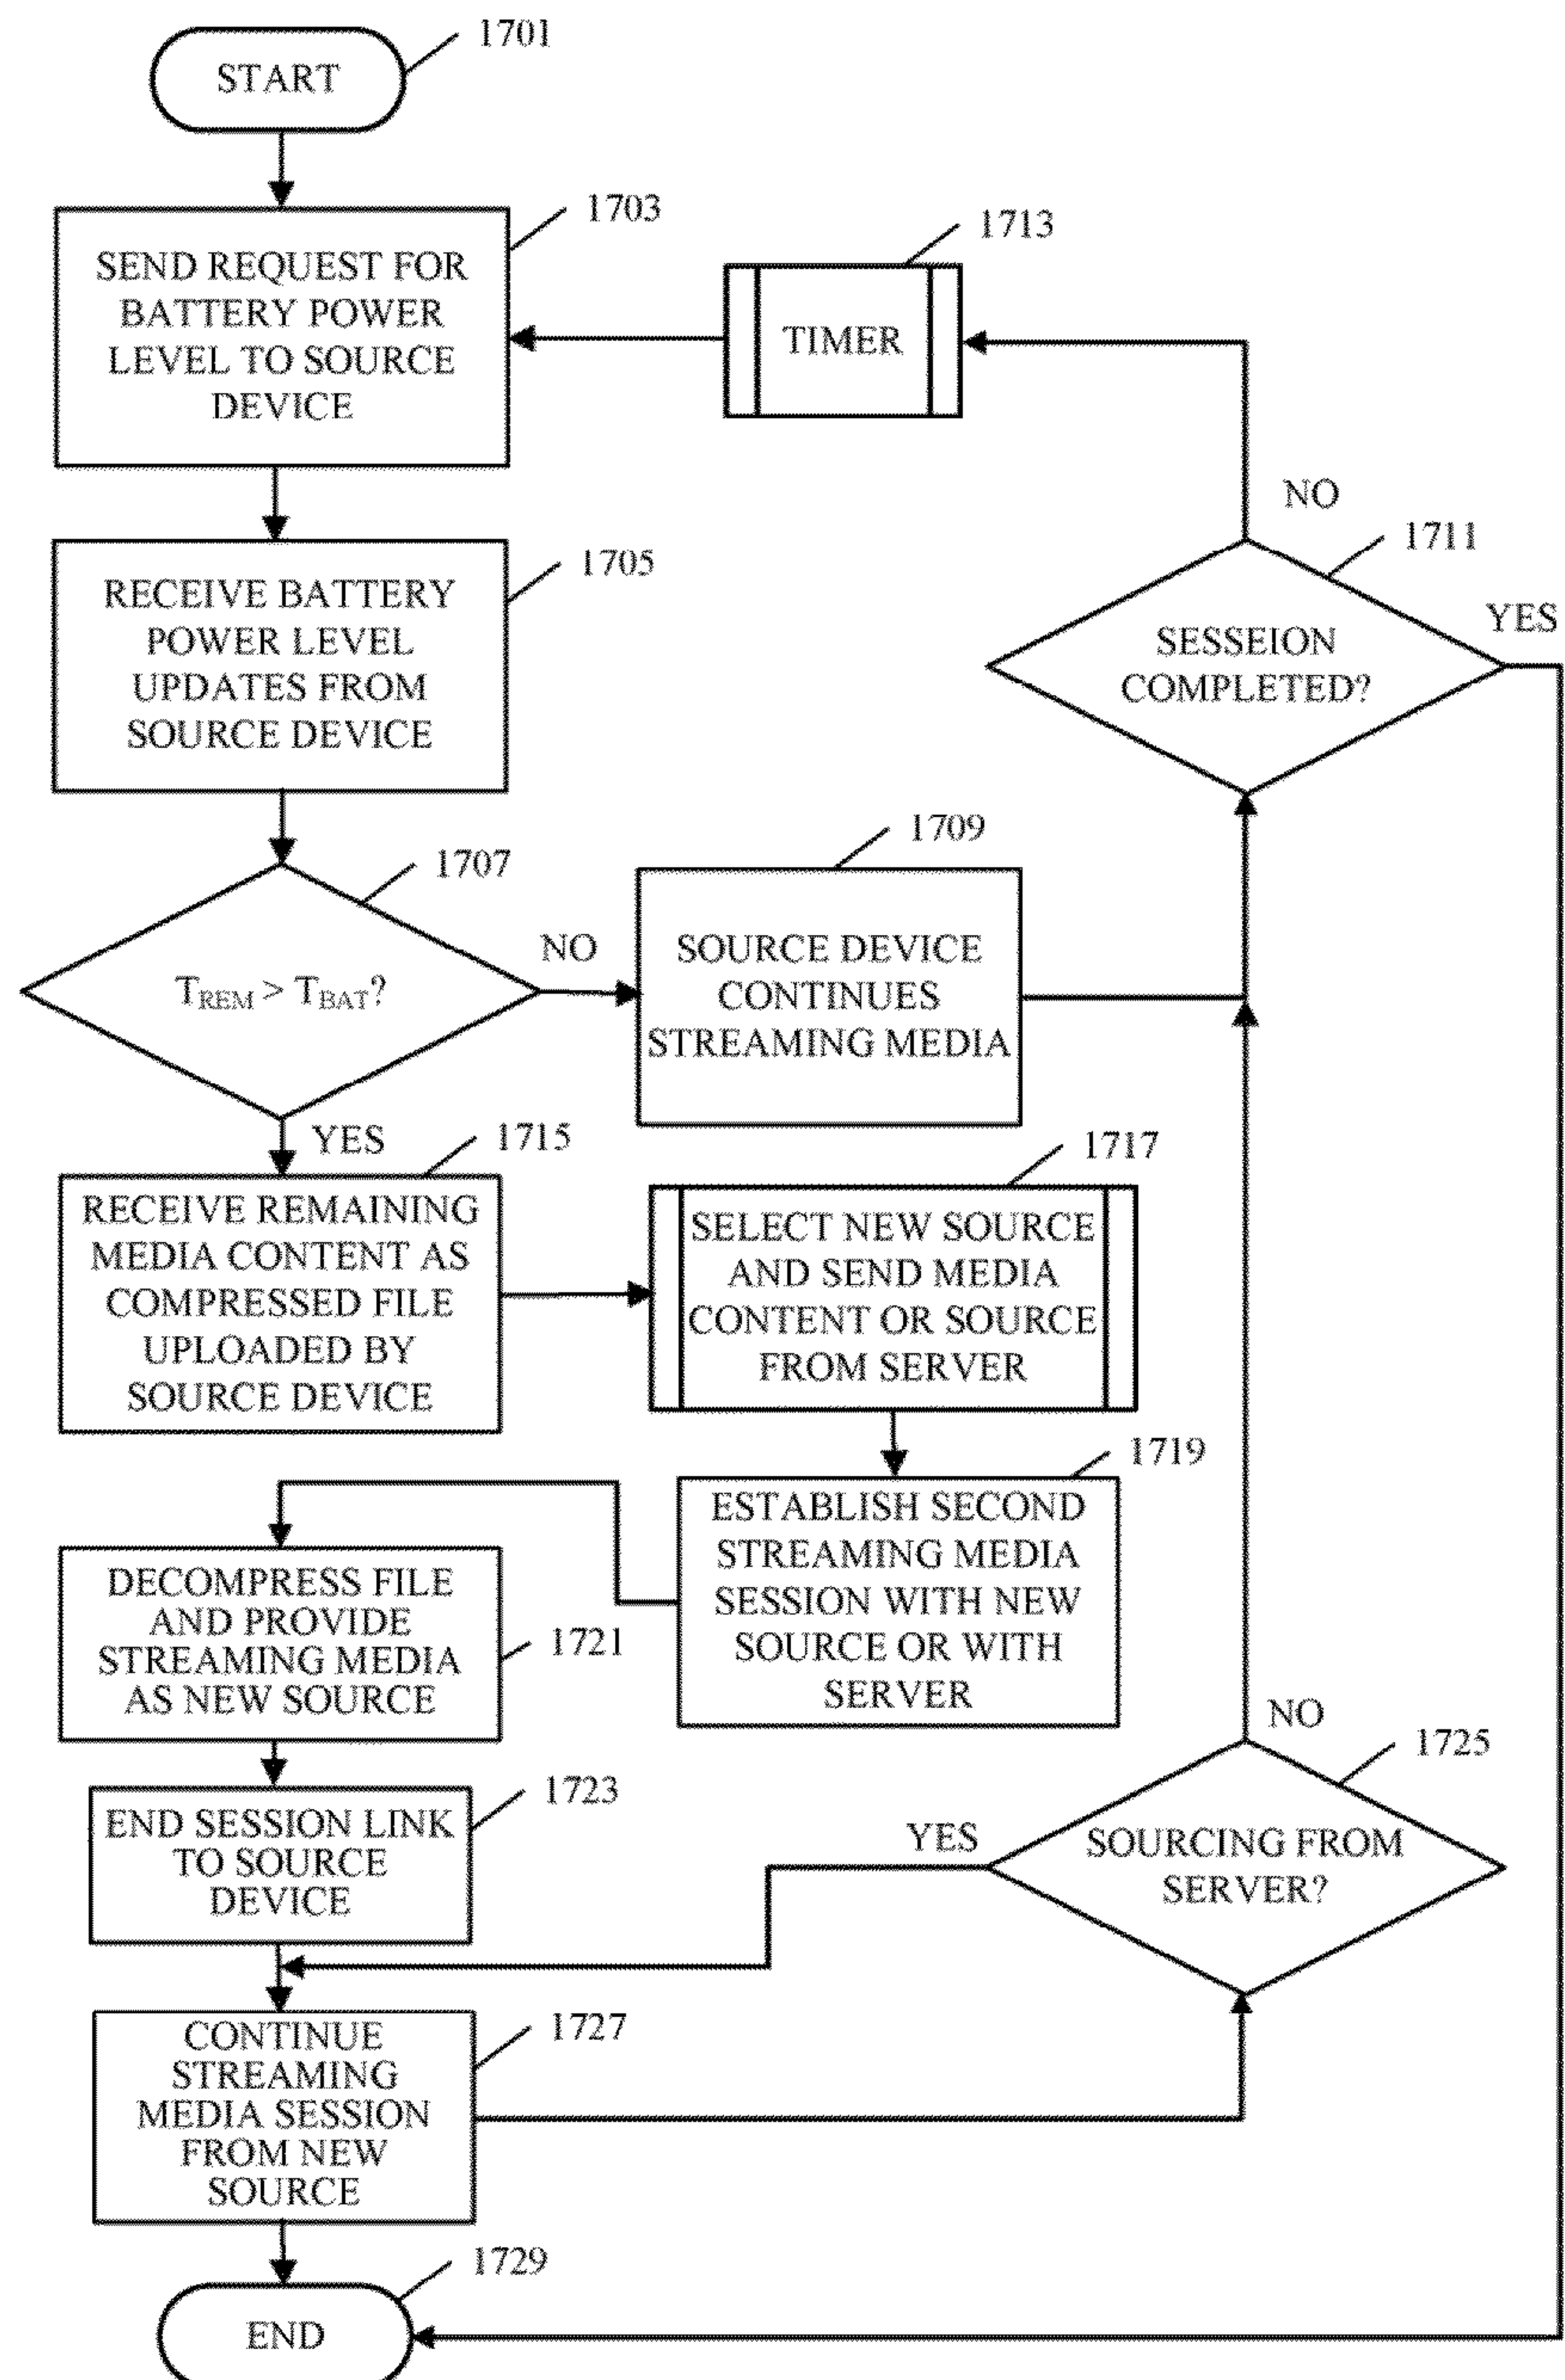 1701
START
1703
SEND REQUEST FOR
BATTERY POWER
LEVEL TO SOURCE
DEVICE
1713
TIMER
NO
1711
SESSEION
COMPLETED?
YES
1705
RECEIVE BATTERY
POWER LEVEL
UPDATES FROM
SOURCE DEVICE
1707
TREM > TBAT?
NO
1709
SOURCE DEVICE
CONTINUES
STREAMING MEDIA
YES
1715
RECEIVE REMAINING
MEDIA CONTENT AS
COMPRESSED FILE
UPLOADED BY
SOURCE DEVICE
1717
SELECT NEW SOURCE
AND SEND MEDIA
CONTENT OR SOURCE
FROM SERVER
1719
ESTABLISH SECOND
STREAMING MEDIA
SESSION WITH NEW
SOURCE OR WITH
SERVER
DECOMPRESS FILE
AND PROVIDE
STREAMING MEDIA
AS NEW SOURCE
1721
1723
END SESSION LINK
TO SOURCE
DEVICE
NO
1725
YES
SOURCING FROM
SERVER?
1727
CONTINUE
STREAMING
MEDIA SESSION
FROM NEW
SOURCE
1729
END